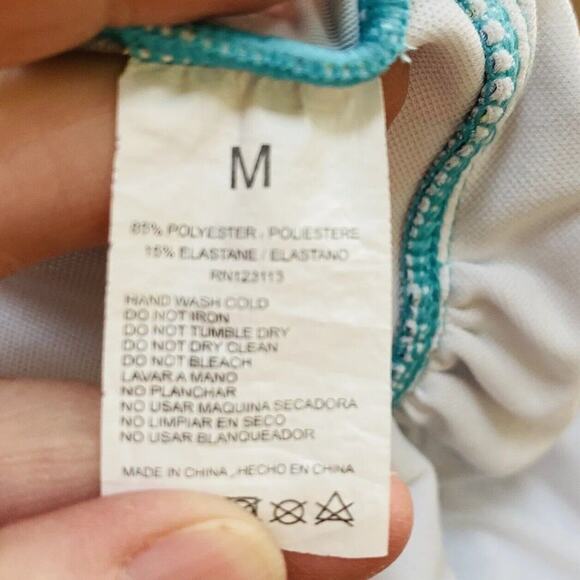 M
85% POLYESTER / POLIESTERE
15% ELASTANE / ELASTANO
RN123113
HAND WASH COLD
DO NOT IRON
DO NOT TUMBLE DRY
DO NOT DRY CLEAN
DO NOT BLEACH
LAVAR A MANO
NO PLANCHAR
NO USAR MAQUINA SECADORA
NO LIMPIAR EN SECO
NO USAR BLANQUEADOR
MADE IN CHINA / HECHO EN CHINA